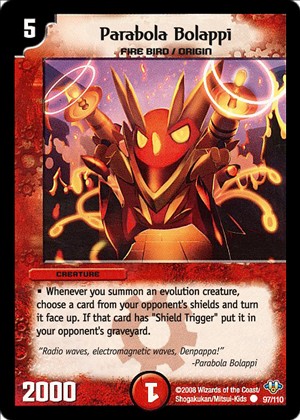 5
Parabola Bolappi
FIRE BIRD / ORIGIN
CREATURE
▪ Whenever you summon an evolution creature,
choose a card from your opponent's shields and turn
it face up. If that card has "Shield Trigger" put it in
your opponent's graveyard.
"Radio waves, electromagnetic waves, Denpappa!"
-Parabola Bolappi
2000
1
©2008 Wizards of the Coast/
Shogakukan/Mitsui-Kids ● 97/110